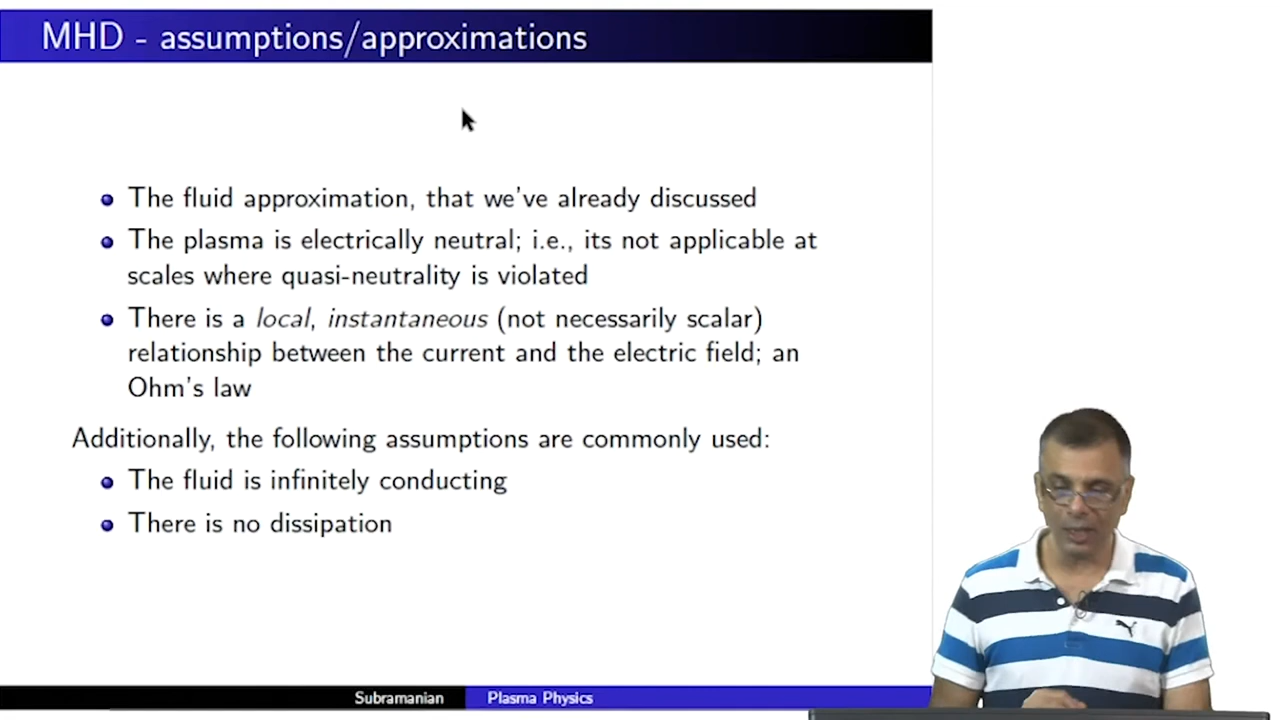 MHD - assumptions/approximations
The fluid approximation, that we've already discussed
The plasma is electrically neutral; i.e., its not applicable at
scales where quasi-neutrality is violated
There is a local, instantaneous (not necessarily scalar)
relationship between the current and the electric field; an
Ohm's law
Additionally, the following assumptions are commonly used:
The fluid is infinitely conducting
There is no dissipation
Subramanian Plasma Physics